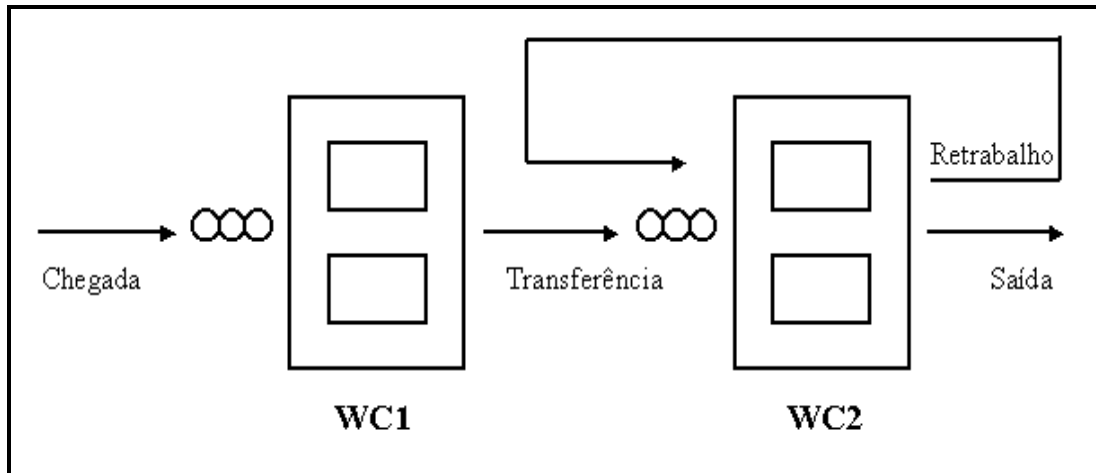 Retrabalho
Chegada
Transferência
Saída
WC1
WC2